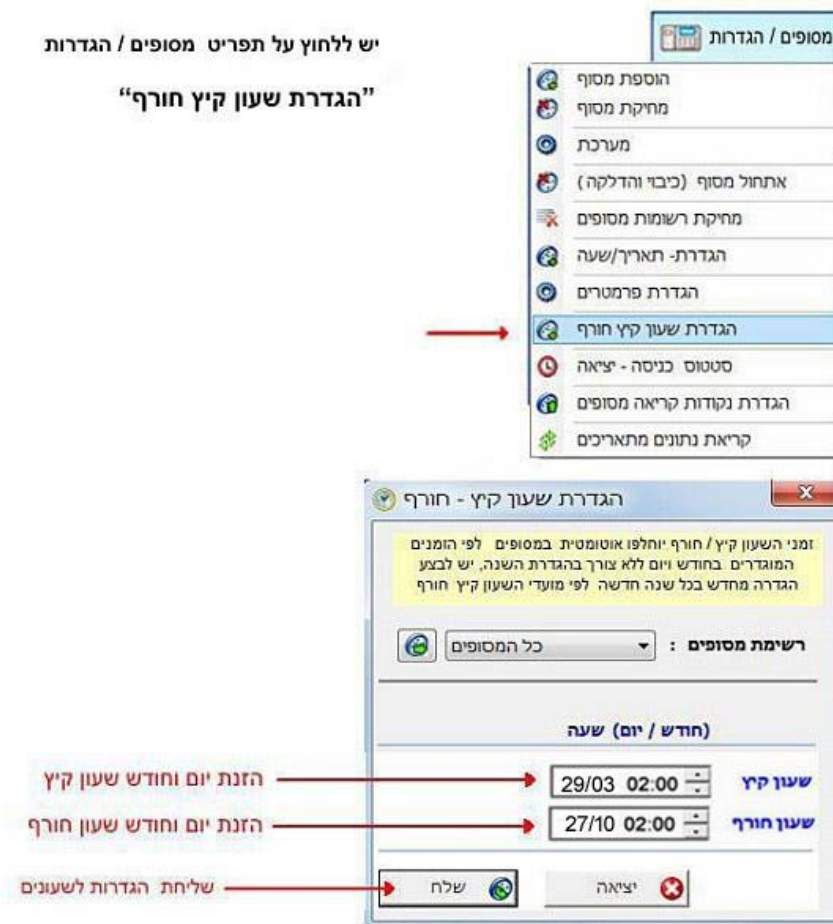 מסופים / הגדרות
יש ללחוץ על תפריט מסופים / הגדרות
”הגדרת שעון קיץ חורף“
הוספת מסוף
מחיקת מסוף
מערכת
אתחול מסוף (כיבוי והדלקה)
מחיקת רשומות מסופים
הגדרת- תאריך/שעה
הגדרת פרמטרים
הגדרת שעון קיץ חורף
סטטוס כניסה - יציאה
הגדרת נקודות קריאה מסופים
קריאת נתונים מתאריכים
הגדרת שעון קיץ - חורף
זמני השעון קיץ / חורף יוחלפו אוטומטית במסופים לפי הזמנים
המוגדרים בחודש ויום ללא צורך בהגדרת השנה, יש לבצע
הגדרה מחדש בכל שנה חדשה לפי מועדי השעון קיץ חורף
רשימת מסופים : כל המסופים
(חודש / יום) שעה
שעון קיץ 29/03 02:00 הזנת יום וחודש שעון קיץ
שעון חורף 27/10 02:00 הזנת יום וחודש שעון חורף
יציאה שלח שליחת הגדרות לשעונים